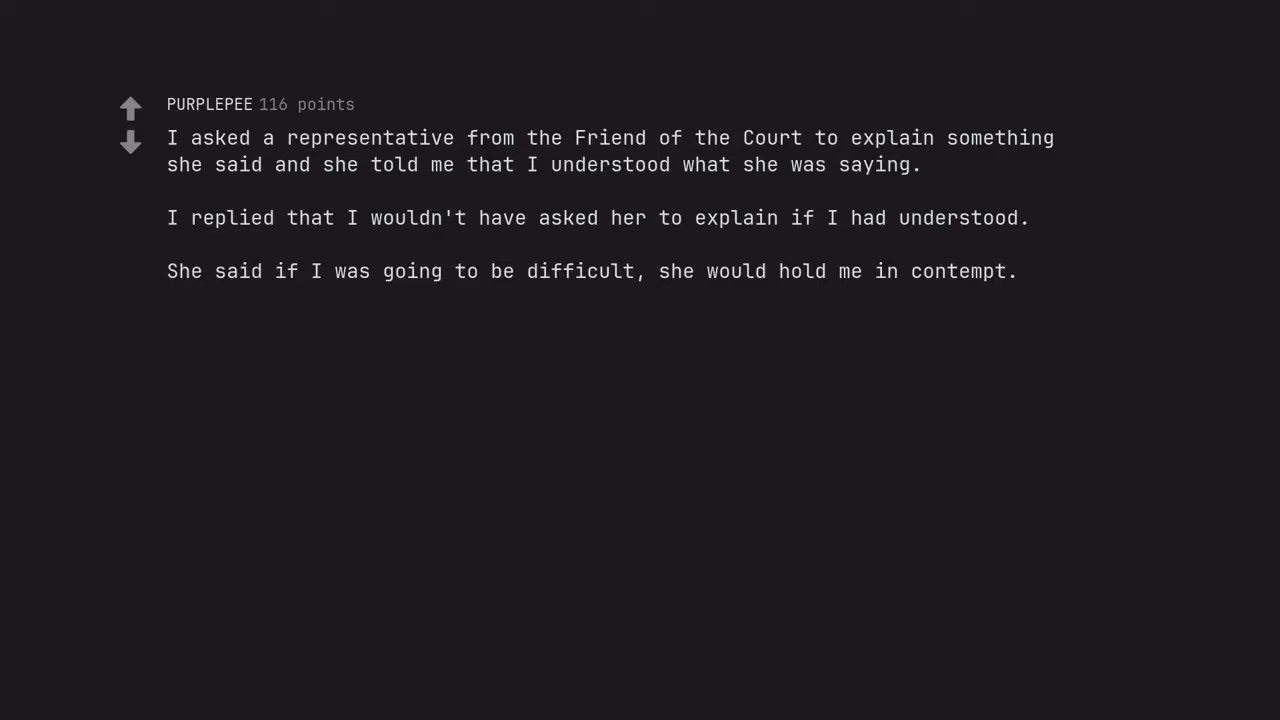 PURPLEPEE 116 points
I asked a representative from the Friend of the Court to explain something
she said and she told me that I understood what she was saying.
I replied that I wouldn't have asked her to explain if I had understood.
She said if I was going to be difficult, she would hold me in contempt.